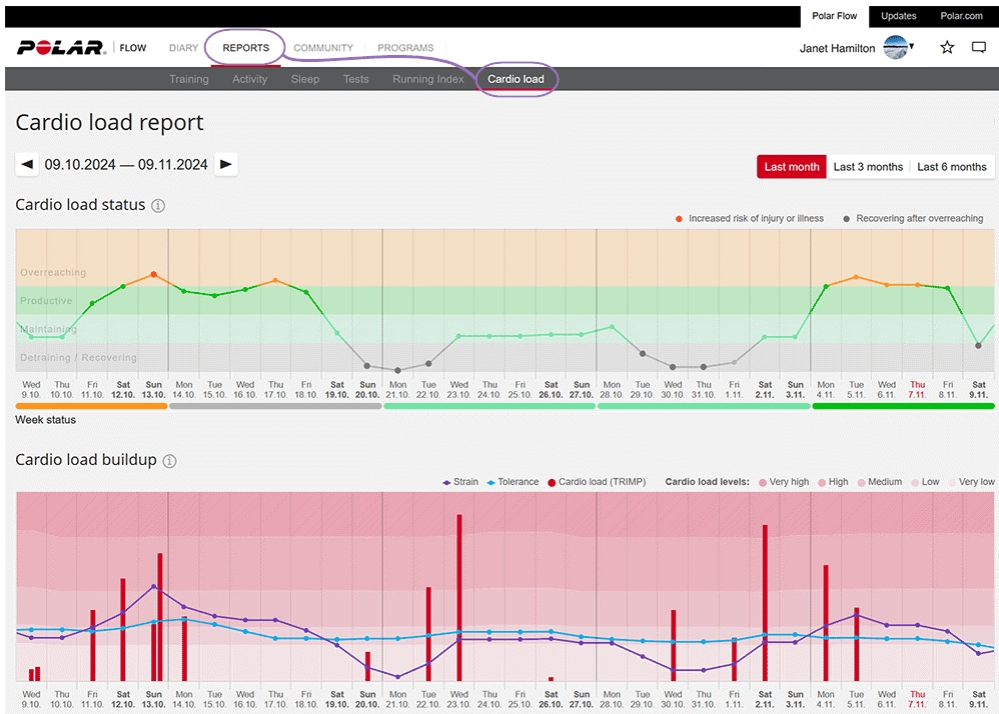 Polar Flow Updates Polar.com
POLAR. FLOW DIARY REPORTS COMMUNITY PROGRAMS Janet Hamilton
Training Activity Sleep Tests Running Index Cardio load
Cardio load report
09.10.2024 — 09.11.2024 Last month Last 3 months Last 6 months
Cardio load status
Increased risk of injury or illness Recovering after overreaching
Overreaching
Productive
Maintaining
Detraining / Recovering
Wed Thu Fri Sat Sun Mon Tue Wed Thu Fri Sat Sun Mon Tue Wed Thu Fri Sat Sun Mon Tue Wed Thu Fri Sat Sun Mon Tue Wed Thu Fri Sat
9.10. 10.10. 11.10. 12.10. 13.10. 14.10. 15.10. 16.10. 17.10. 18.10. 19.10. 20.10. 21.10. 22.10. 23.10. 24.10. 25.10. 26.10. 27.10. 28.10. 29.10. 30.10. 31.10. 1.11. 2.11. 3.11. 4.11. 5.11. 6.11. 7.11. 8.11. 9.11.
Week status
Cardio load buildup
Strain Tolerance Cardio load (TRIMP) Cardio load levels: Very high High Medium Low Very low
Wed Thu Fri Sat Sun Mon Tue Wed Thu Fri Sat Sun Mon Tue Wed Thu Fri Sat Sun Mon Tue Wed Thu Fri Sat Sun Mon Tue Wed Thu Fri Sat
9.10. 10.10. 11.10. 12.10. 13.10. 14.10. 15.10. 16.10. 17.10. 18.10. 19.10. 20.10. 21.10. 22.10. 23.10. 24.10. 25.10. 26.10. 27.10. 28.10. 29.10. 30.10. 31.10. 1.11. 2.11. 3.11. 4.11. 5.11. 6.11. 7.11. 8.11. 9.11.